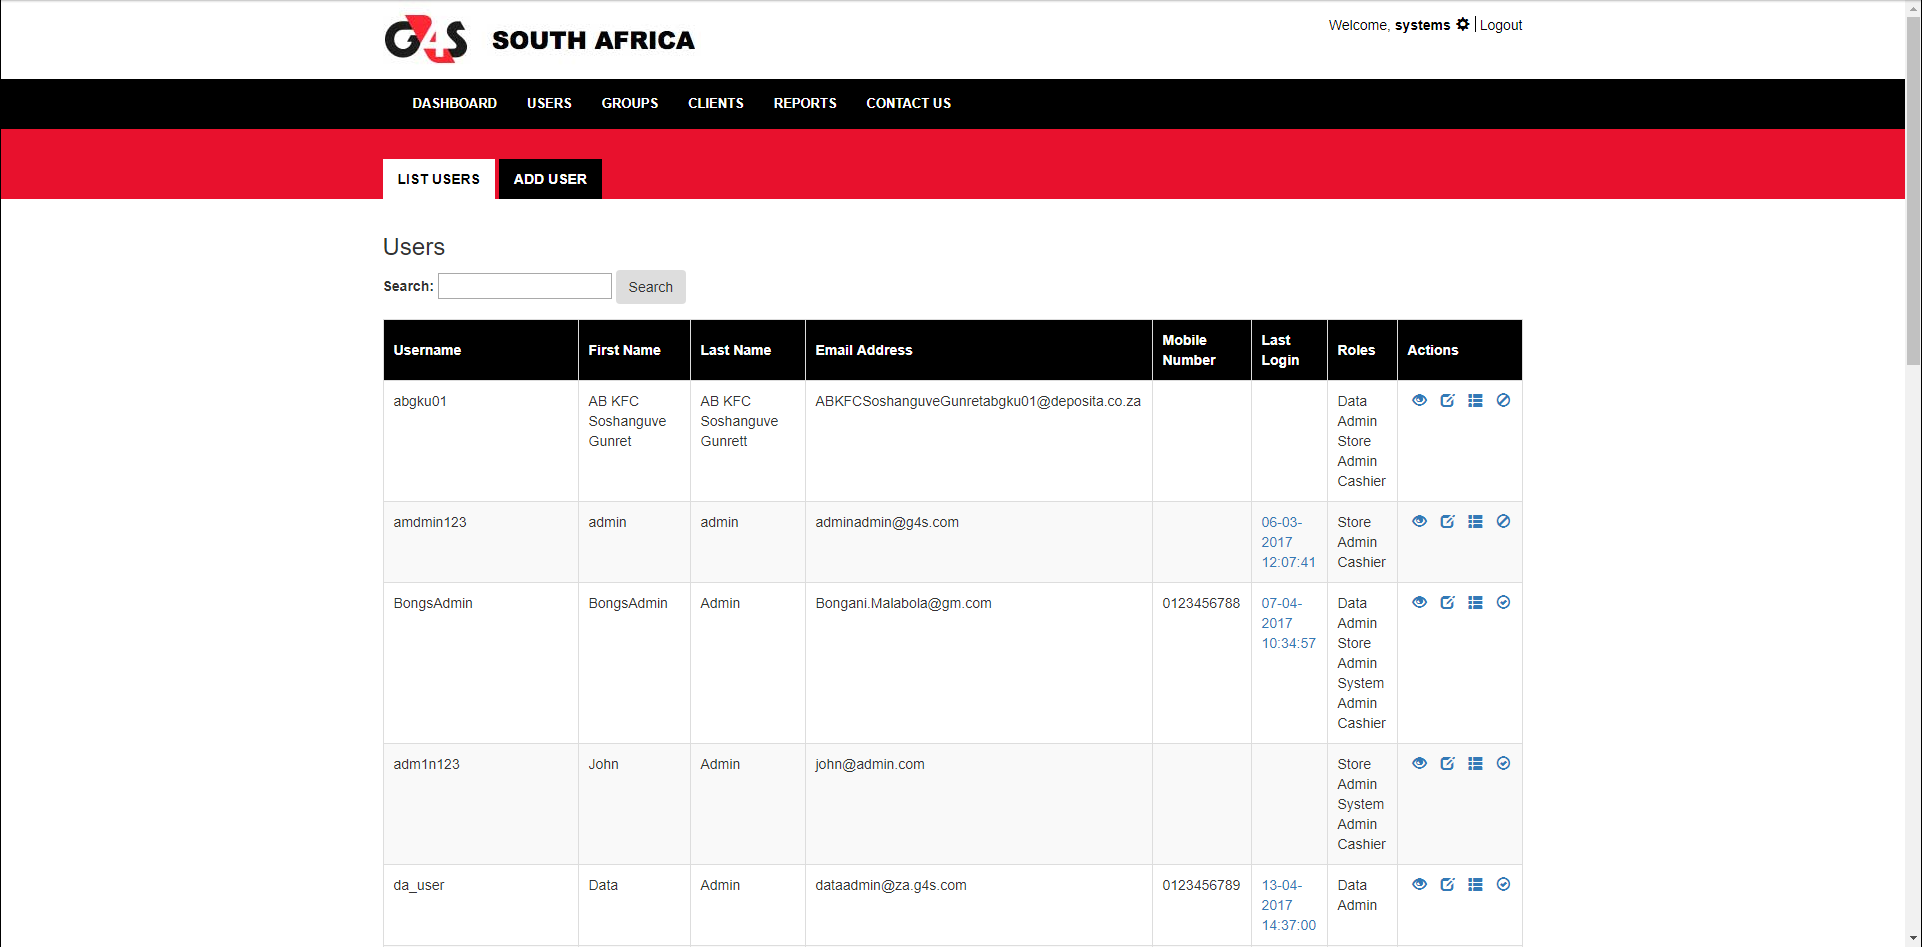 G4S SOUTH AFRICA
Welcome, systems | Logout
DASHBOARD USERS GROUPS CLIENTS REPORTS CONTACT US
LIST USERS ADD USER
Users
Search: Search
Username First Name Last Name Email Address Mobile Number Last Login Roles Actions
abgku01 AB KFC Soshanguve Gunret AB KFC Soshanguve Gunrett ABKFCSoshanguveGunretabgku01@deposita.co.za Data Admin Store Admin Cashier
amdmin123 admin admin adminadmin@g4s.com 06-03-2017 12:07:41 Store Admin Cashier
BongsAdmin BongsAdmin Admin Bongani.Malabola@gm.com 0123456788 07-04-2017 10:34:57 Data Admin Store Admin System Admin Cashier
adm1n123 John Admin john@admin.com Store Admin System Admin Cashier
da_user Data Admin dataadmin@za.g4s.com 0123456789 13-04-2017 14:37:00 Data Admin